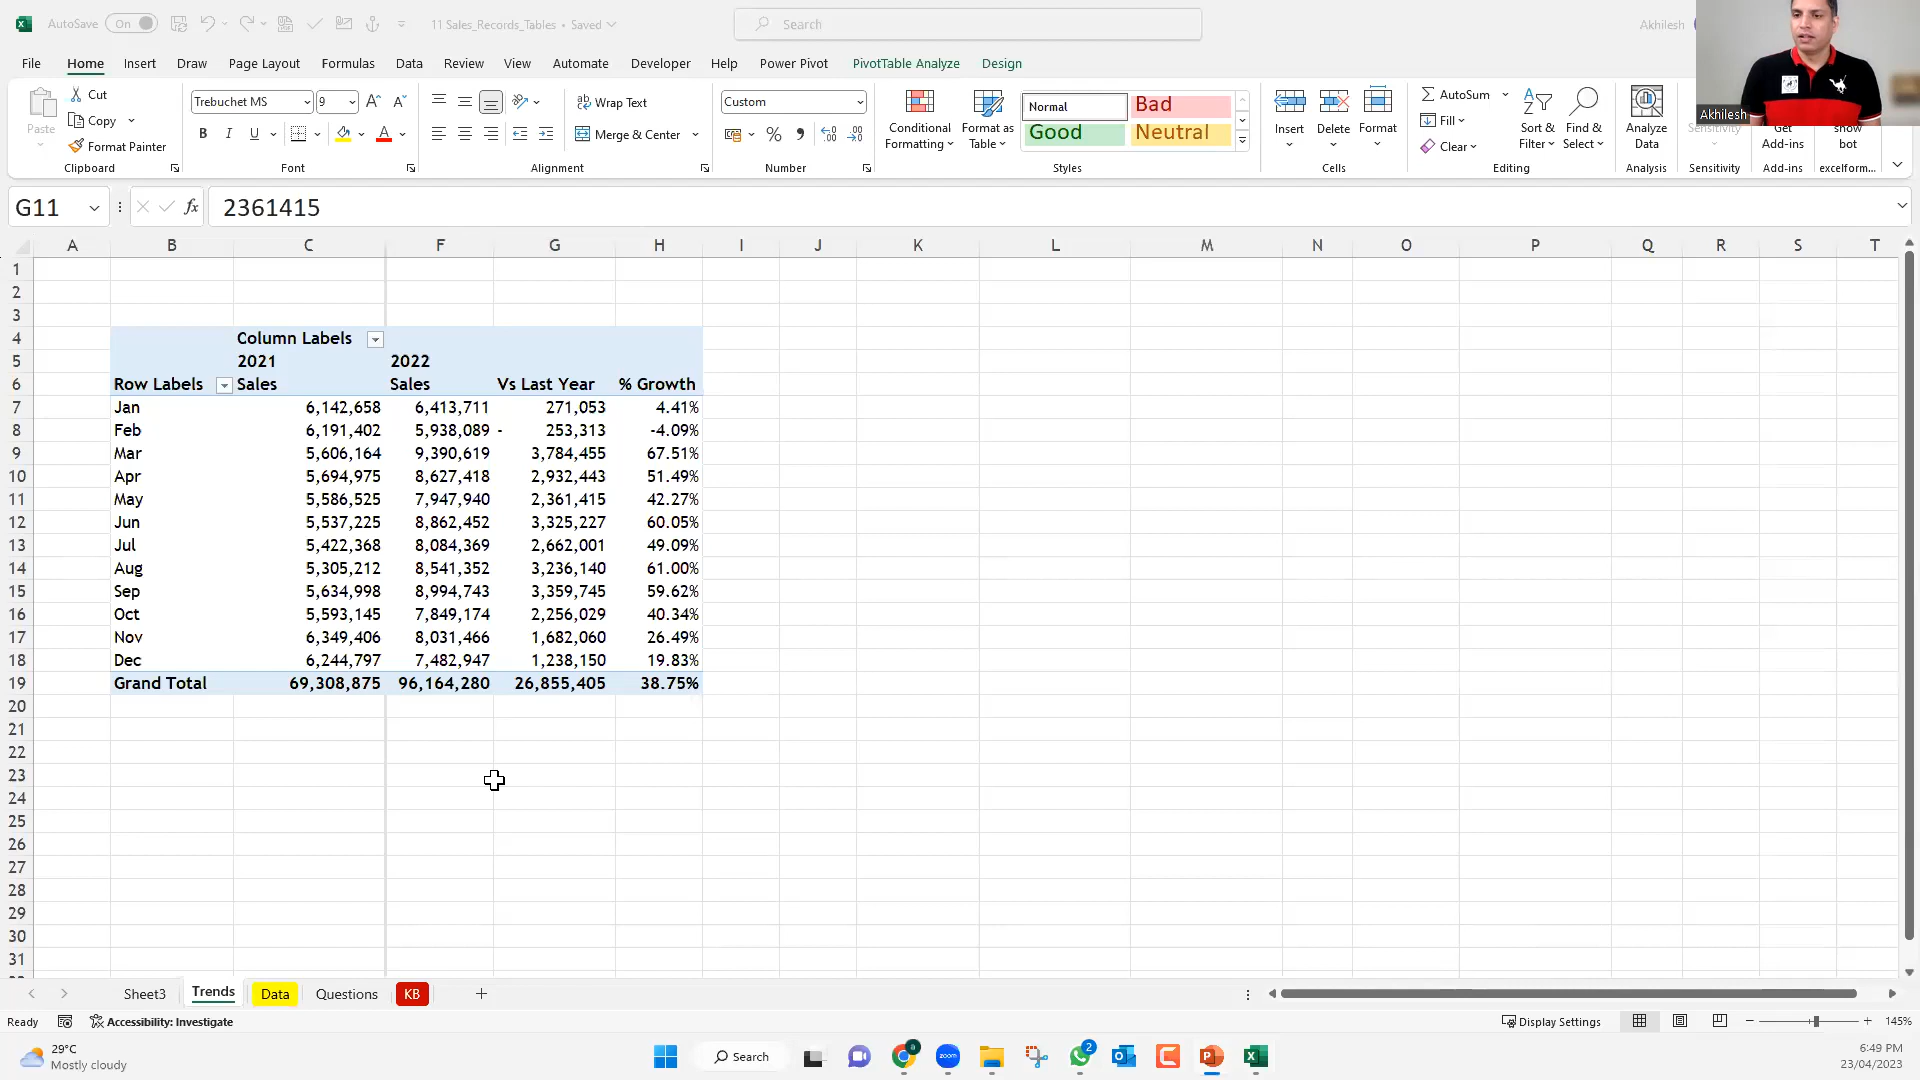 AutoSave On 11 Sales_Records_Tables • Saved Search Akhilesh
File Home Insert Draw Page Layout Formulas Data Review View Automate Developer Help Power Pivot PivotTable Analyze Design
Paste
Cut
Copy
Format Painter
Clipboard
Trebuchet MS 9
B I U
Font
Wrap Text
Merge & Center
Alignment
Custom
Number
Conditional Formatting
Format as Table
Normal Bad
Good Neutral
Styles
Insert Delete Format
Cells
AutoSum
Fill
Clear
Sort & Filter
Find & Select
Editing
Analyze Data
Analysis
Sensitivity
Sensitivity
Get Add-ins
Add-ins
show bot
excelform...
Akhilesh
G11 fx 2361415
A B C F G H I J K L M N O P Q R S T
1
2
3
4 Column Labels
5 2021 2022
6 Row Labels Sales Sales Vs Last Year % Growth
7 Jan 6,142,658 6,413,711 271,053 4.41%
8 Feb 6,191,402 5,938,089 - 253,313 -4.09%
9 Mar 5,606,164 9,390,619 3,784,455 67.51%
10 Apr 5,694,975 8,627,418 2,932,443 51.49%
11 May 5,586,525 7,947,940 2,361,415 42.27%
12 Jun 5,537,225 8,862,452 3,325,227 60.05%
13 Jul 5,422,368 8,084,369 2,662,001 49.09%
14 Aug 5,305,212 8,541,352 3,236,140 61.00%
15 Sep 5,634,998 8,994,743 3,359,745 59.62%
16 Oct 5,593,145 7,849,174 2,256,029 40.34%
17 Nov 6,349,406 8,031,466 1,682,060 26.49%
18 Dec 6,244,797 7,482,947 1,238,150 19.83%
19 Grand Total 69,308,875 96,164,280 26,855,405 38.75%
20
21
22
23
24
25
26
27
28
29
30
31
Sheet3 Trends Data Questions KB
Ready Accessibility: Investigate Display Settings 145%
29°C
Mostly cloudy
Search
a
zoom
2
6:49 PM
23/04/2023